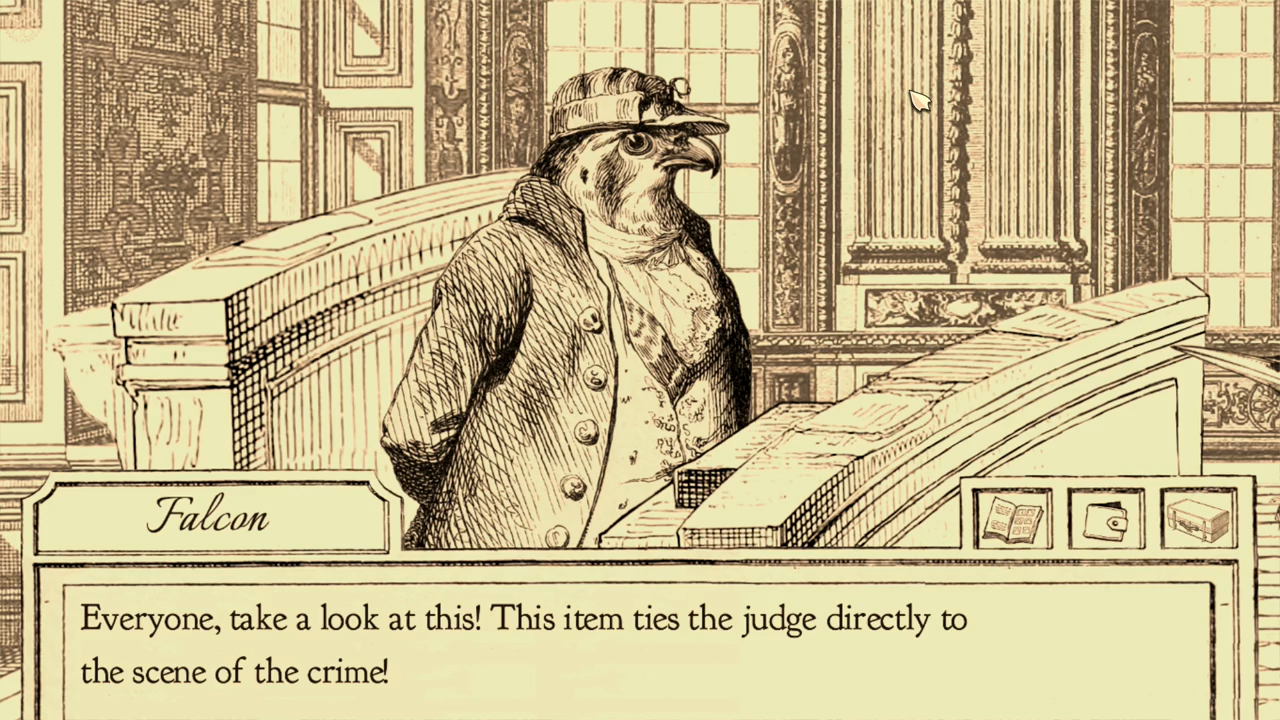 Falcon
Everyone, take a look at this! This item ties the judge directly to
the scene of the crime!